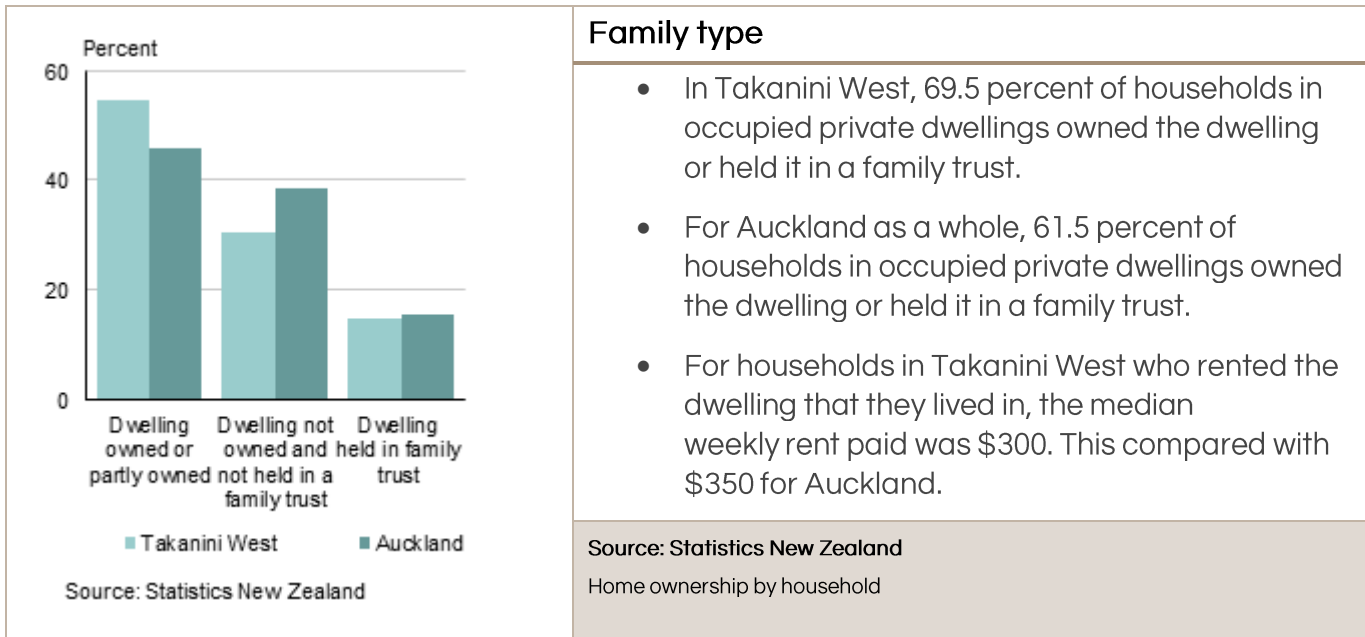 Percent
60
40
20
0
Dwelling owned or partly owned
Dwelling not owned and not held in a family trust
Dwelling held in family trust
Takanini West
Auckland
Source: Statistics New Zealand
Family type
• In Takanini West, 69.5 percent of households in
occupied private dwellings owned the dwelling
or held it in a family trust.
• For Auckland as a whole, 61.5 percent of
households in occupied private dwellings owned
the dwelling or held it in a family trust.
• For households in Takanini West who rented the
dwelling that they lived in, the median
weekly rent paid was $300. This compared with
$350 for Auckland.
Source: Statistics New Zealand
Home ownership by household